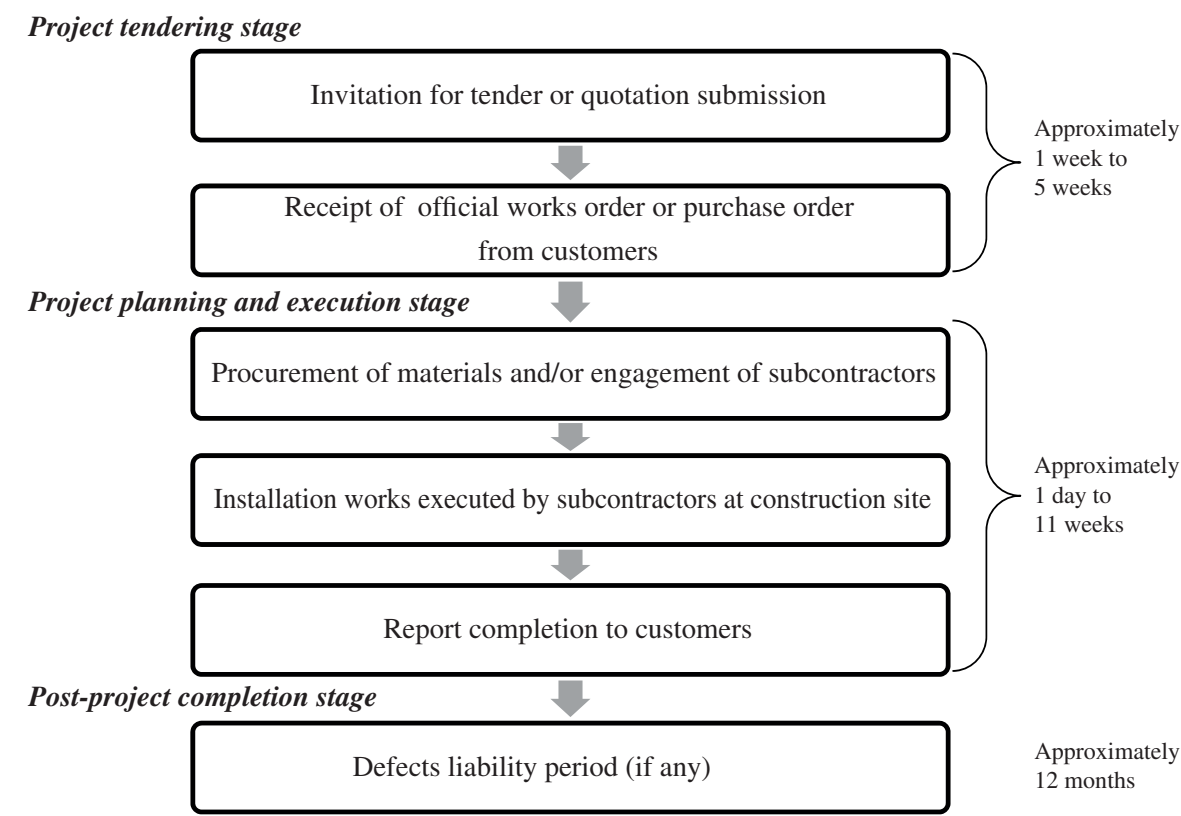 Project tendering stage
Invitation for tender or quotation submission
Approximately
1 week to
5 weeks
Receipt of official works order or purchase order
from customers
Project planning and execution stage
Procurement of materials and/or engagement of subcontractors
Installation works executed by subcontractors at construction site
Approximately
1 day to
11 weeks
Report completion to customers
Post-project completion stage
Defects liability period (if any)
Approximately
12 months